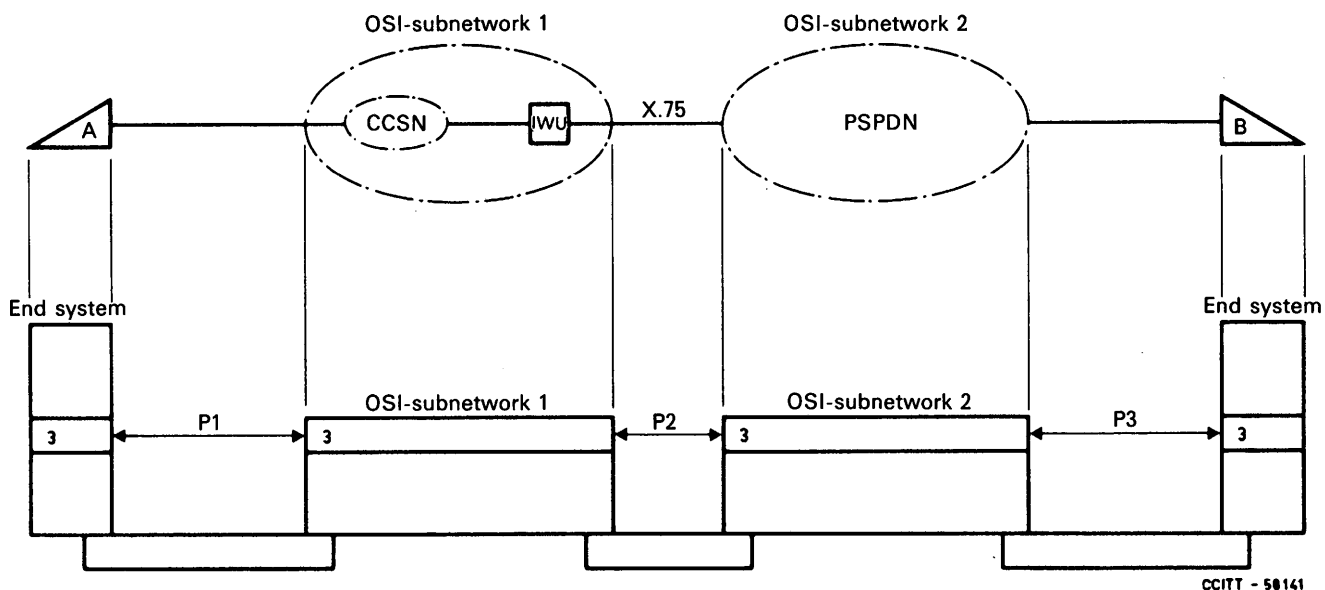 OSI-subnetwork 1
OSI-subnetwork 2
A
CCSN
IWU
X.75
PSPDN
B
End system
End system
OSI-subnetwork 1
OSI-subnetwork 2
3
P1
3
P2
3
P3
3
CCITT - 58141